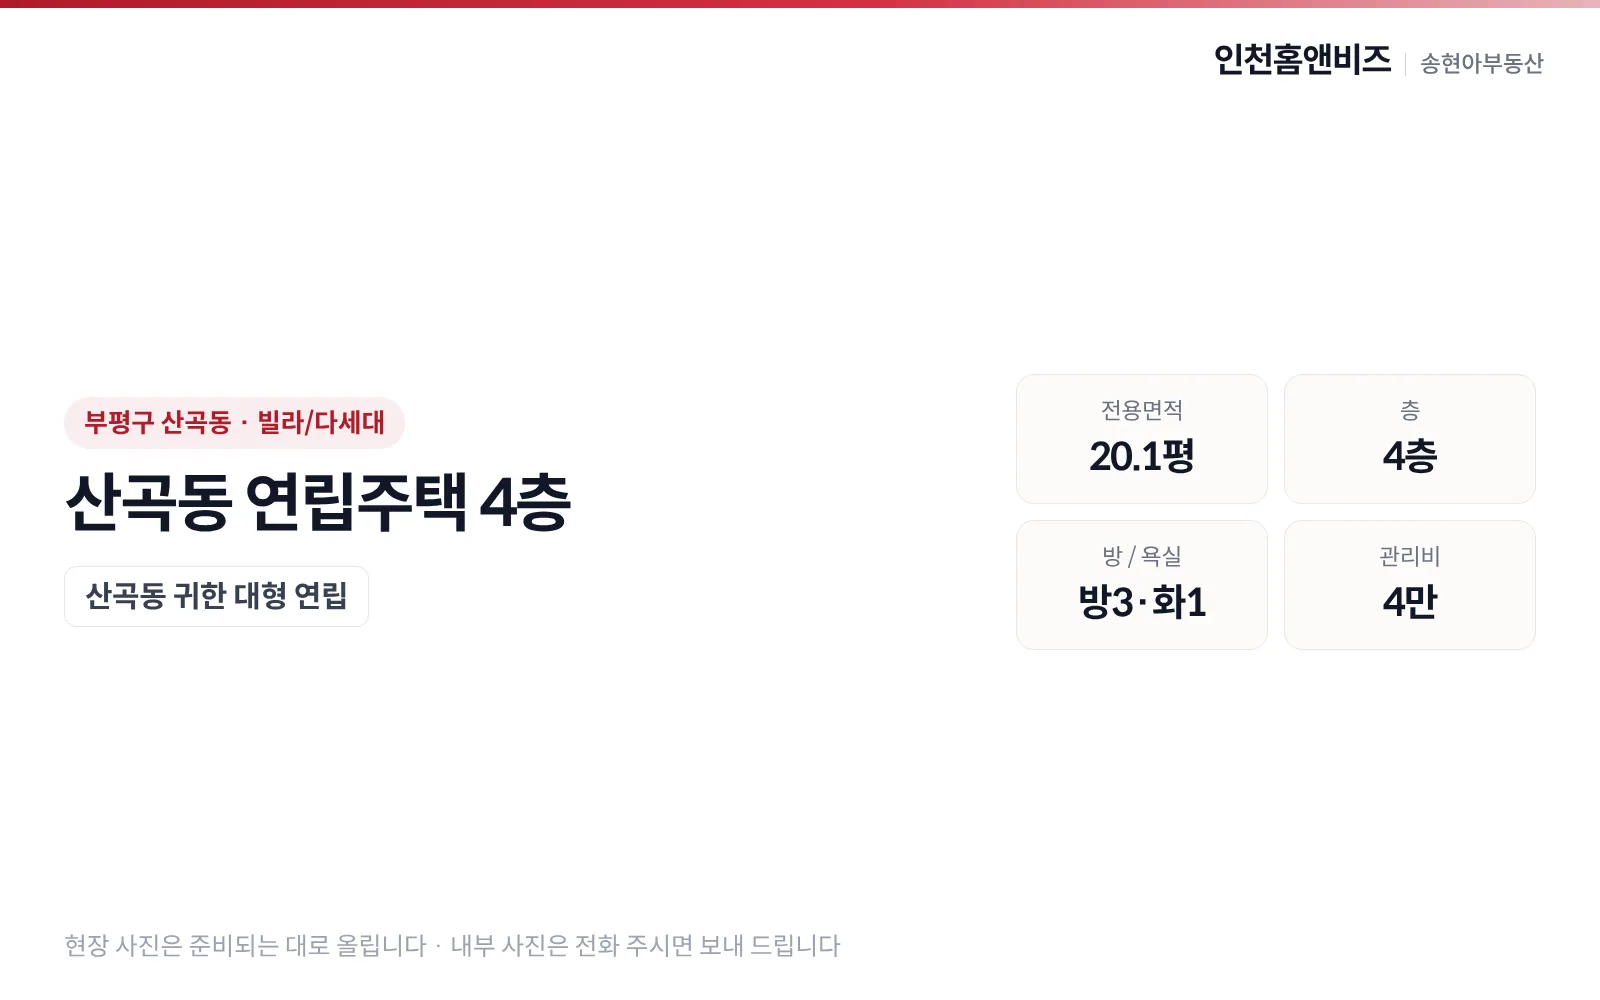 인천홈앤비즈 | 송현아부동산
부평구 산곡동 · 빌라/다세대
산곡동 연립주택 4층
산곡동 귀한 대형 연립
전용면적
20.1평
층
4층
방 / 욕실
방3·화1
관리비
4만
현장 사진은 준비되는 대로 올립니다 · 내부 사진은 전화 주시면 보내 드립니다